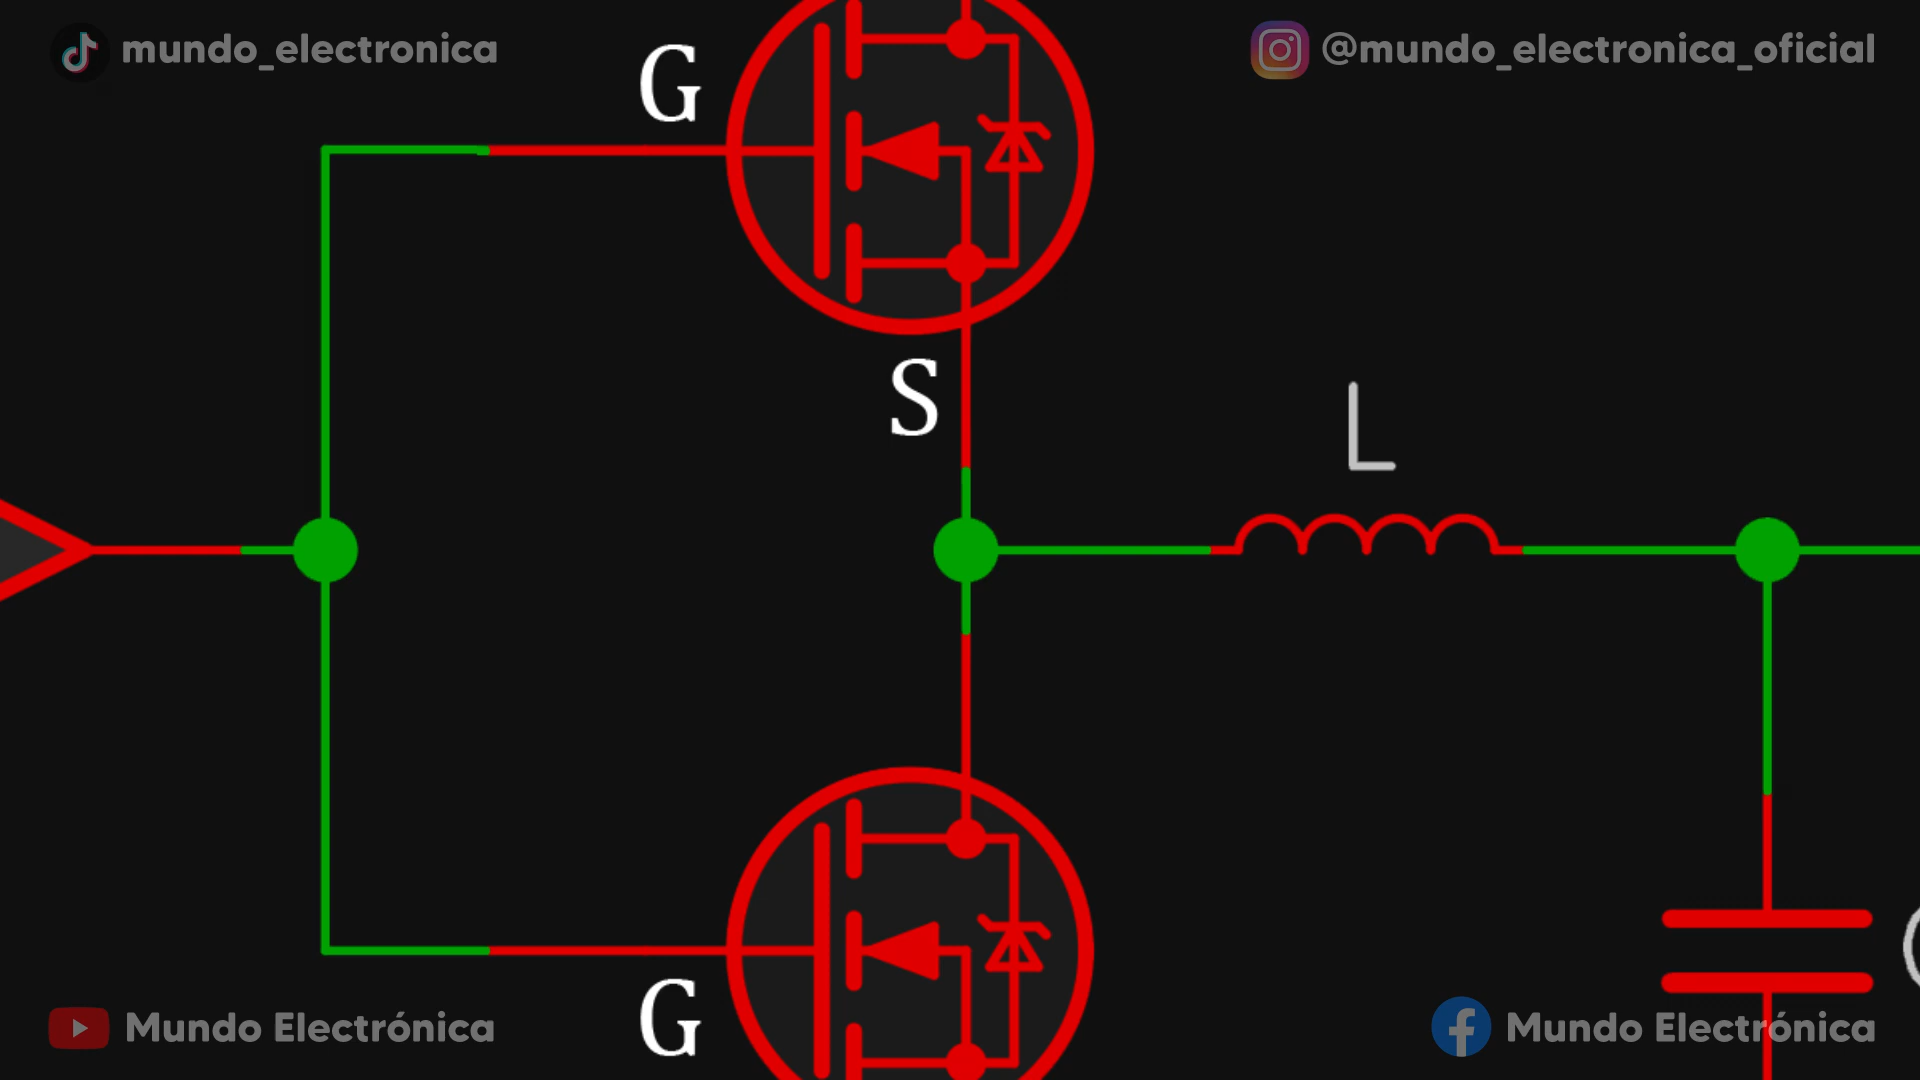 mundo_electronica
@mundo_electronica_oficial
G
S
L
G
Mundo Electrónica
Mundo Electrónica